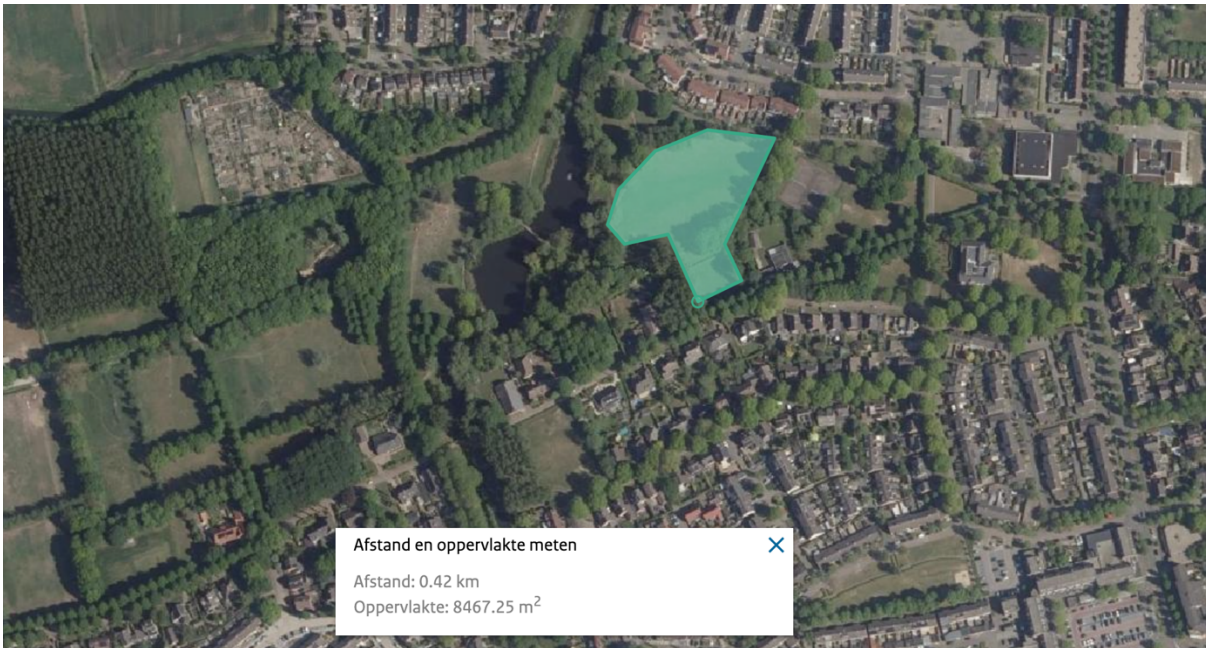 Afstand en oppervlakte meten
Afstand: 0.42 km
Oppervlakte: 8467.25 m²